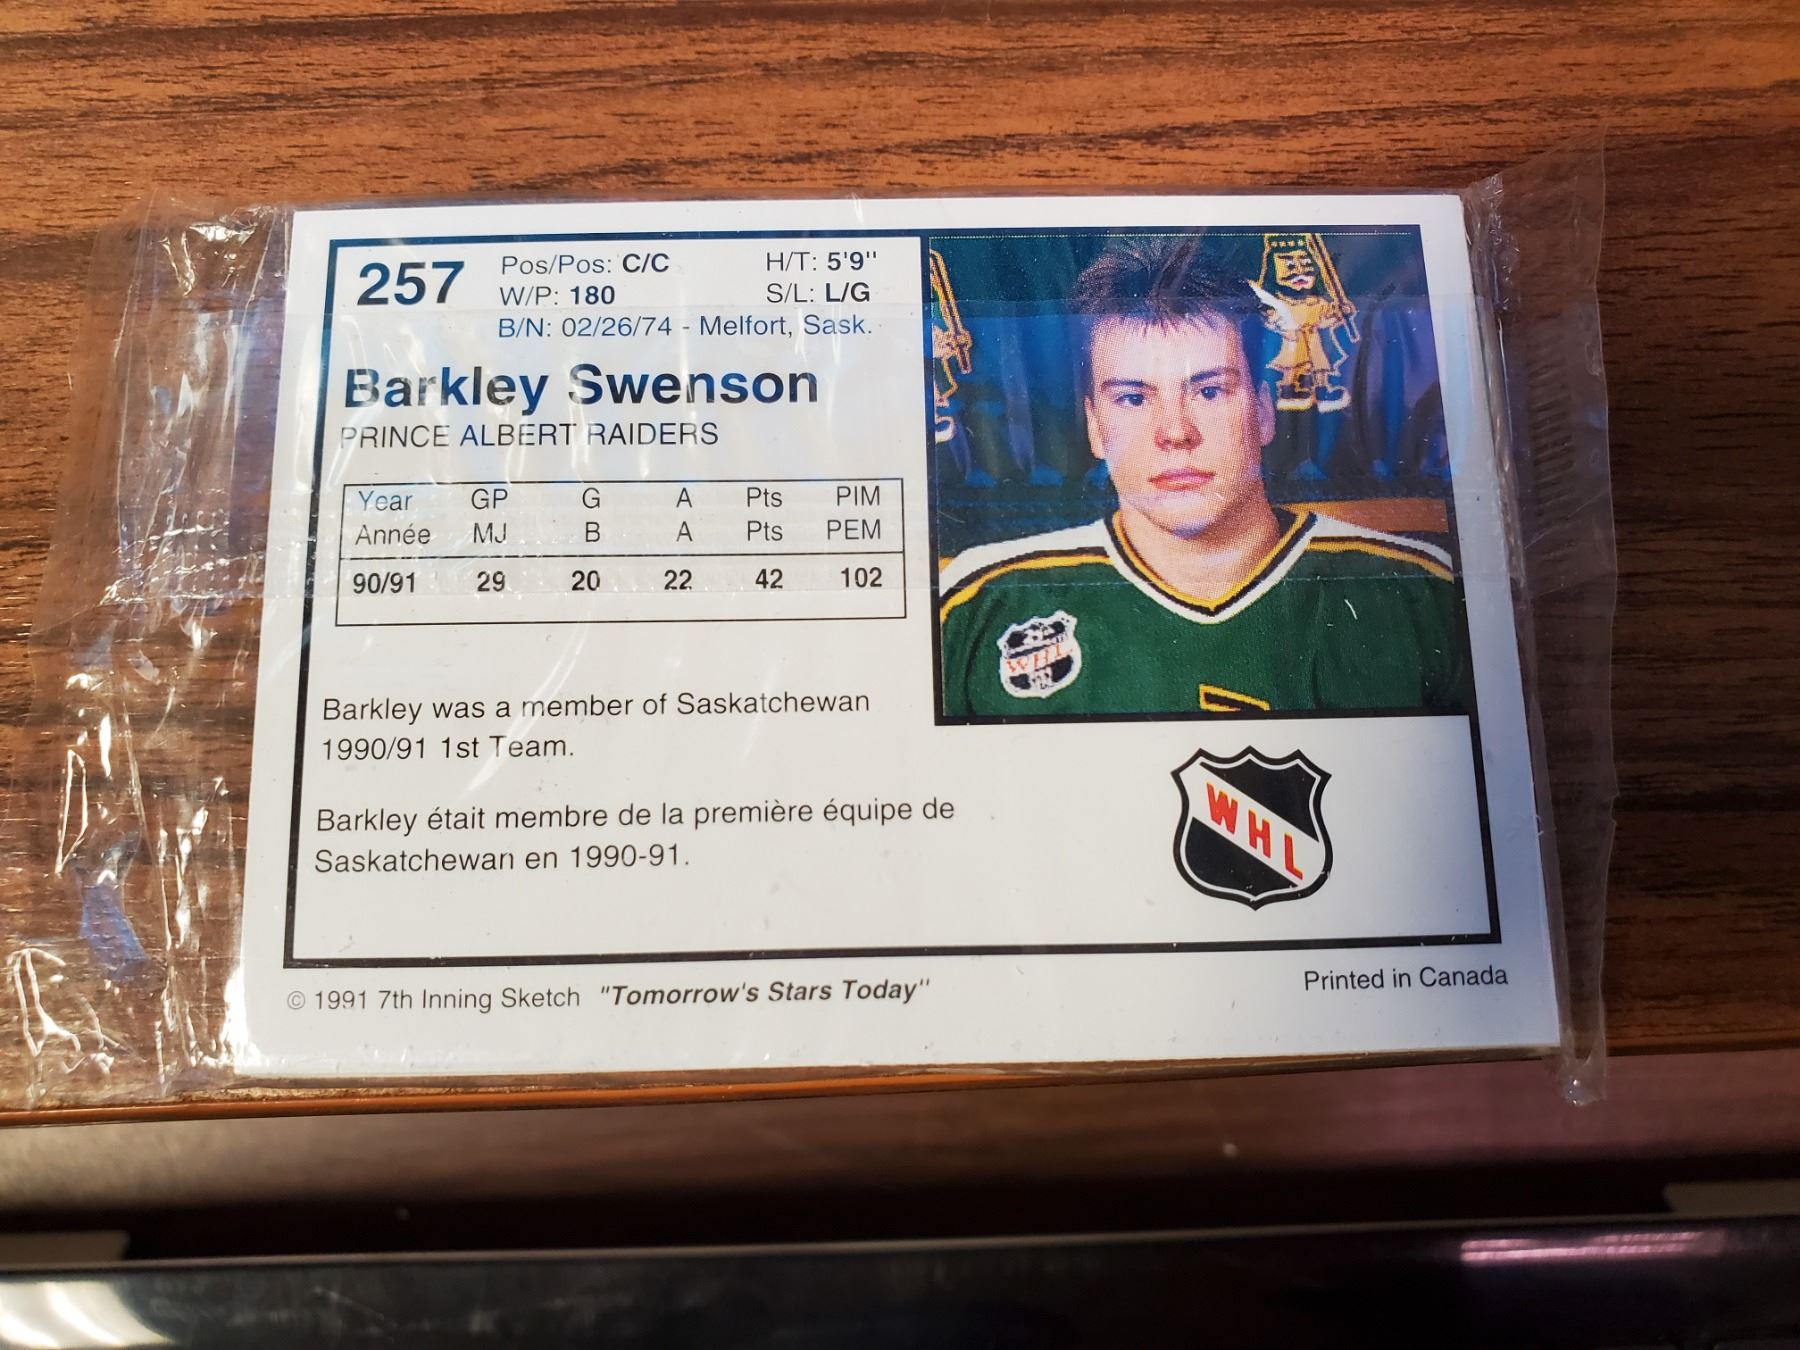 257
Pos/Pos: C/C H/T: 5'9"
W/P: 180 S/L: L/G
B/N: 02/26/74 - Melfort, Sask.
Barkley Swenson
PRINCE ALBERT RAIDERS
Year GP G A Pts PIM
Année MJ B A Pts PEM
90/91 29 20 22 42 102
Barkley was a member of Saskatchewan
1990/91 1st Team.
Barkley était membre de la première équipe de
Saskatchewan en 1990-91.
WHL
WHL
© 1991 7th Inning Sketch "Tomorrow's Stars Today"
Printed in Canada